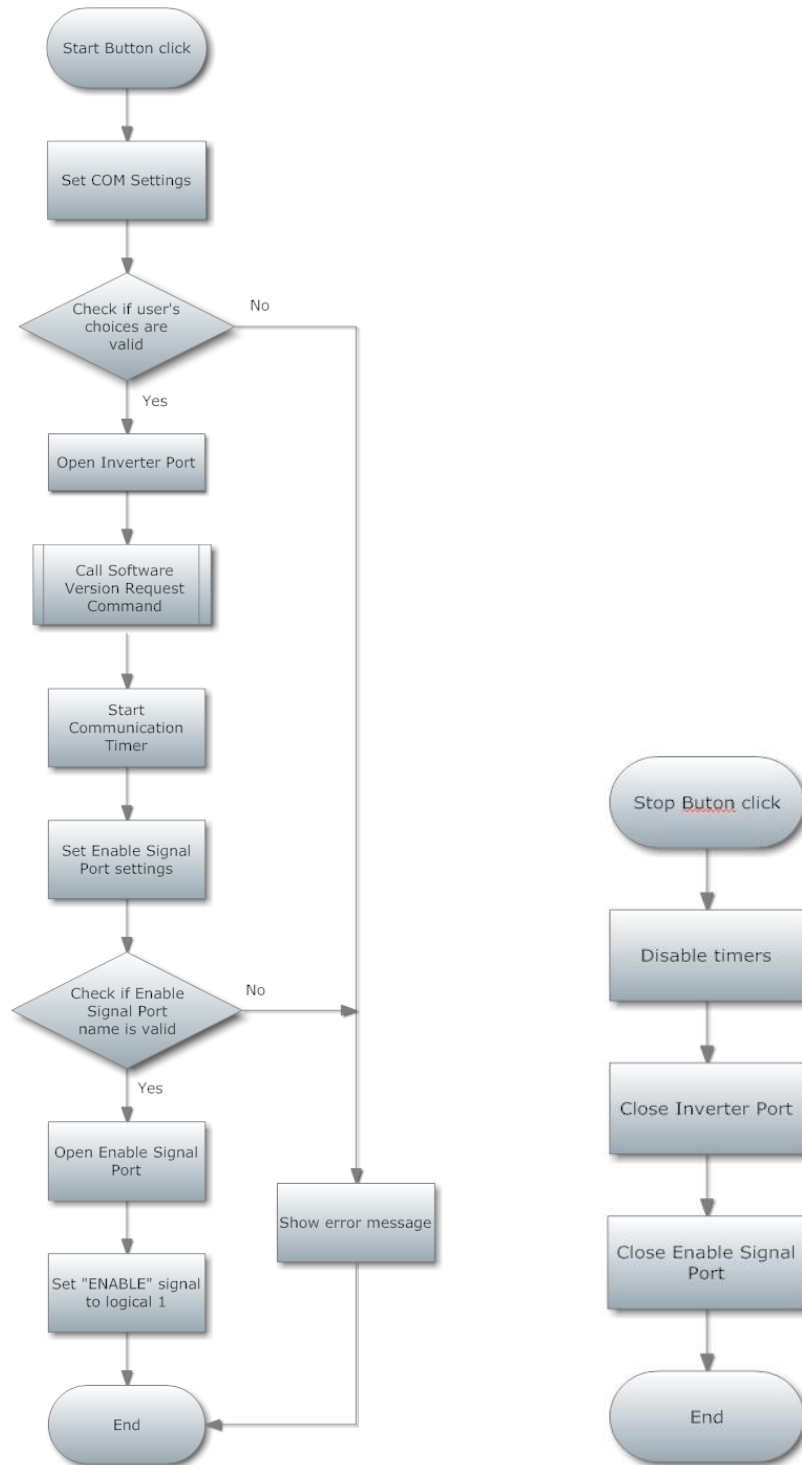 Start Button click
Set COM Settings
Check if user's
choices are
valid
No
Yes
Open Inverter Port
Call Software
Version Request
Command
Start
Communication
Timer
Set Enable Signal
Port settings
Check if Enable
Signal Port
name is valid
No
Yes
Open Enable Signal
Port
Show error message
Set "ENABLE" signal
to logical 1
End
Stop Buton click
Disable timers
Close Inverter Port
Close Enable Signal
Port
End